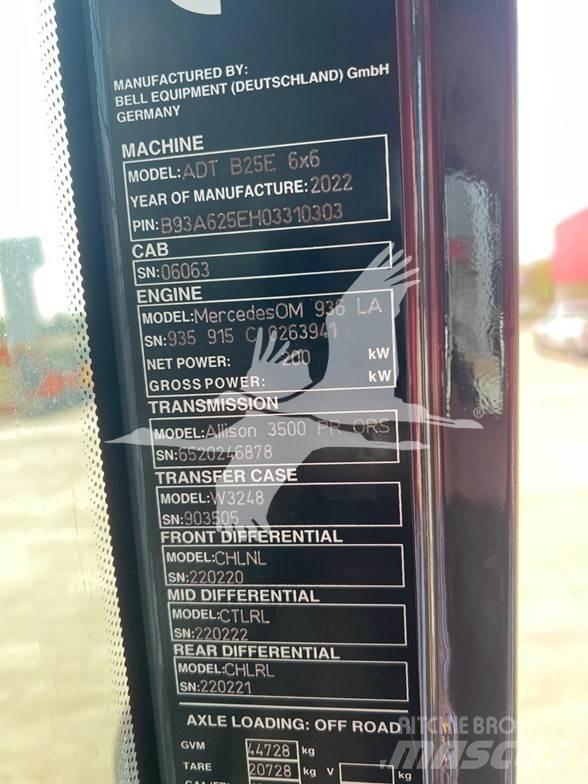 MANUFACTURED BY:
BELL EQUIPMENT (DEUTSCHLAND) GmbH
GERMANY
MACHINE
MODEL:ADT B25E 6x6
YEAR OF MANUFACTURE:2022
PIN:B93A625EH03310303
CAB
SN:06063
ENGINE
MODEL:MercedesOM 936 LA
SN:935 915 C 0263941
NET POWER: 200 kW
GROSS POWER: kW
TRANSMISSION
MODEL:Allison 3500 PR ORS
SN:6520246878
TRANSFER CASE
MODEL:W3248
SN:903505
FRONT DIFFERENTIAL
MODEL:CHLNL
SN:220220
MID DIFFERENTIAL
MODEL:CTLRL
SN:220222
REAR DIFFERENTIAL
MODEL:CHLRL
SN:220221
AXLE LOADING: OFF ROAD
GVM 44728 kg
TARE 20728 kg V kg
RITCHIE BRO
MASCUS